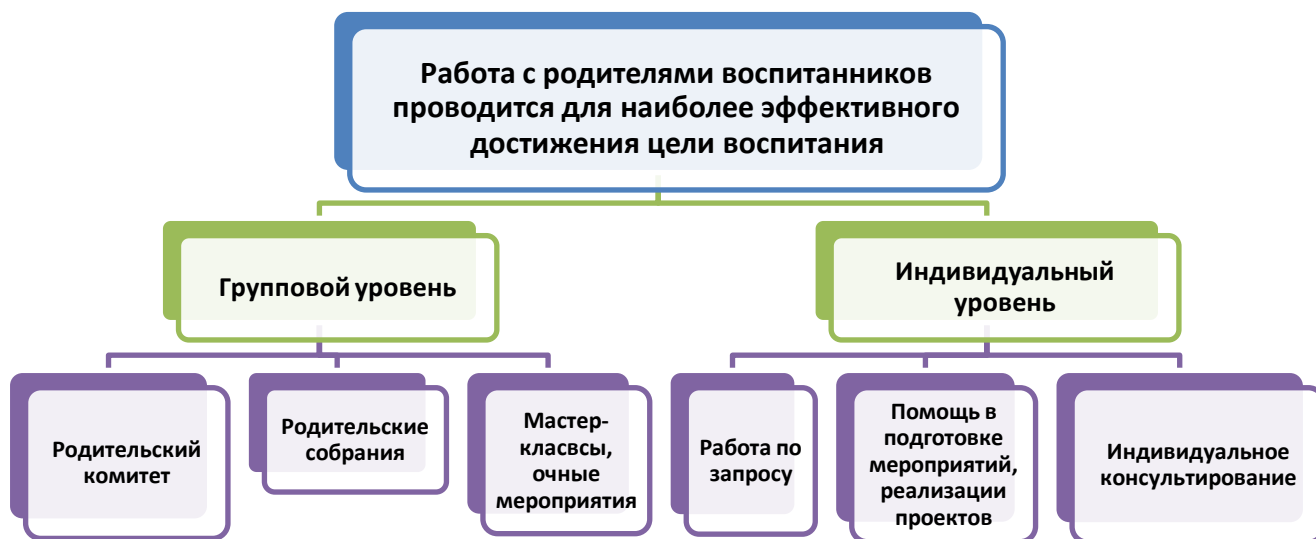 Работа с родителями воспитанников
проводится для наиболее эффективного
достижения цели воспитания
Групповой уровень
Индивидуальный
уровень
Родительский
комитет
Родительские
собрания
Мастер-
класвсы,
очные
мероприятия
Работа по
запросу
Помощь в
подготовке
мероприятий,
реализации
проектов
Индивидуальное
консультирование